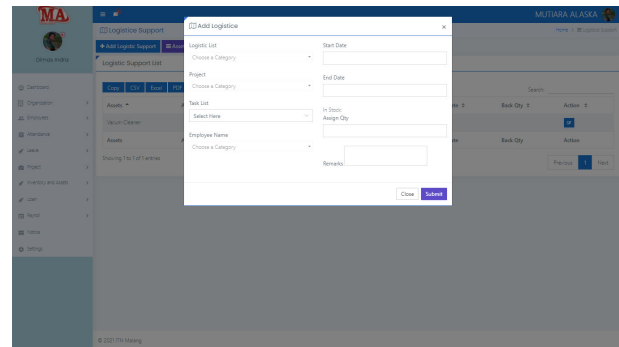 MA
MUTIARA ALASKA
Logistice Support
Home
Logistice Support
+ Add Logistic Support
Logistic Support List
Dashboard
Organization
Employees
Attendance
Leave
Project
Inventory and Assets
Loan
Payroll
Notice
Settings
Copy CSV Excel PDF
Search:
Assets
Back Qty Action
Vacum Cleaner
Assets
Back Qty Action
Showing 1 to 1 of 1 entries
Previous 1 Next
Add Logistice
×
Logistic List
Choose a Category
Project
Choose a Category
Task List
Select Here
Employee Name
Choose a Category
Start Date
End Date
In Stock
Assign Qty
Remarks
Close Submit
© 2021 ITN Malang